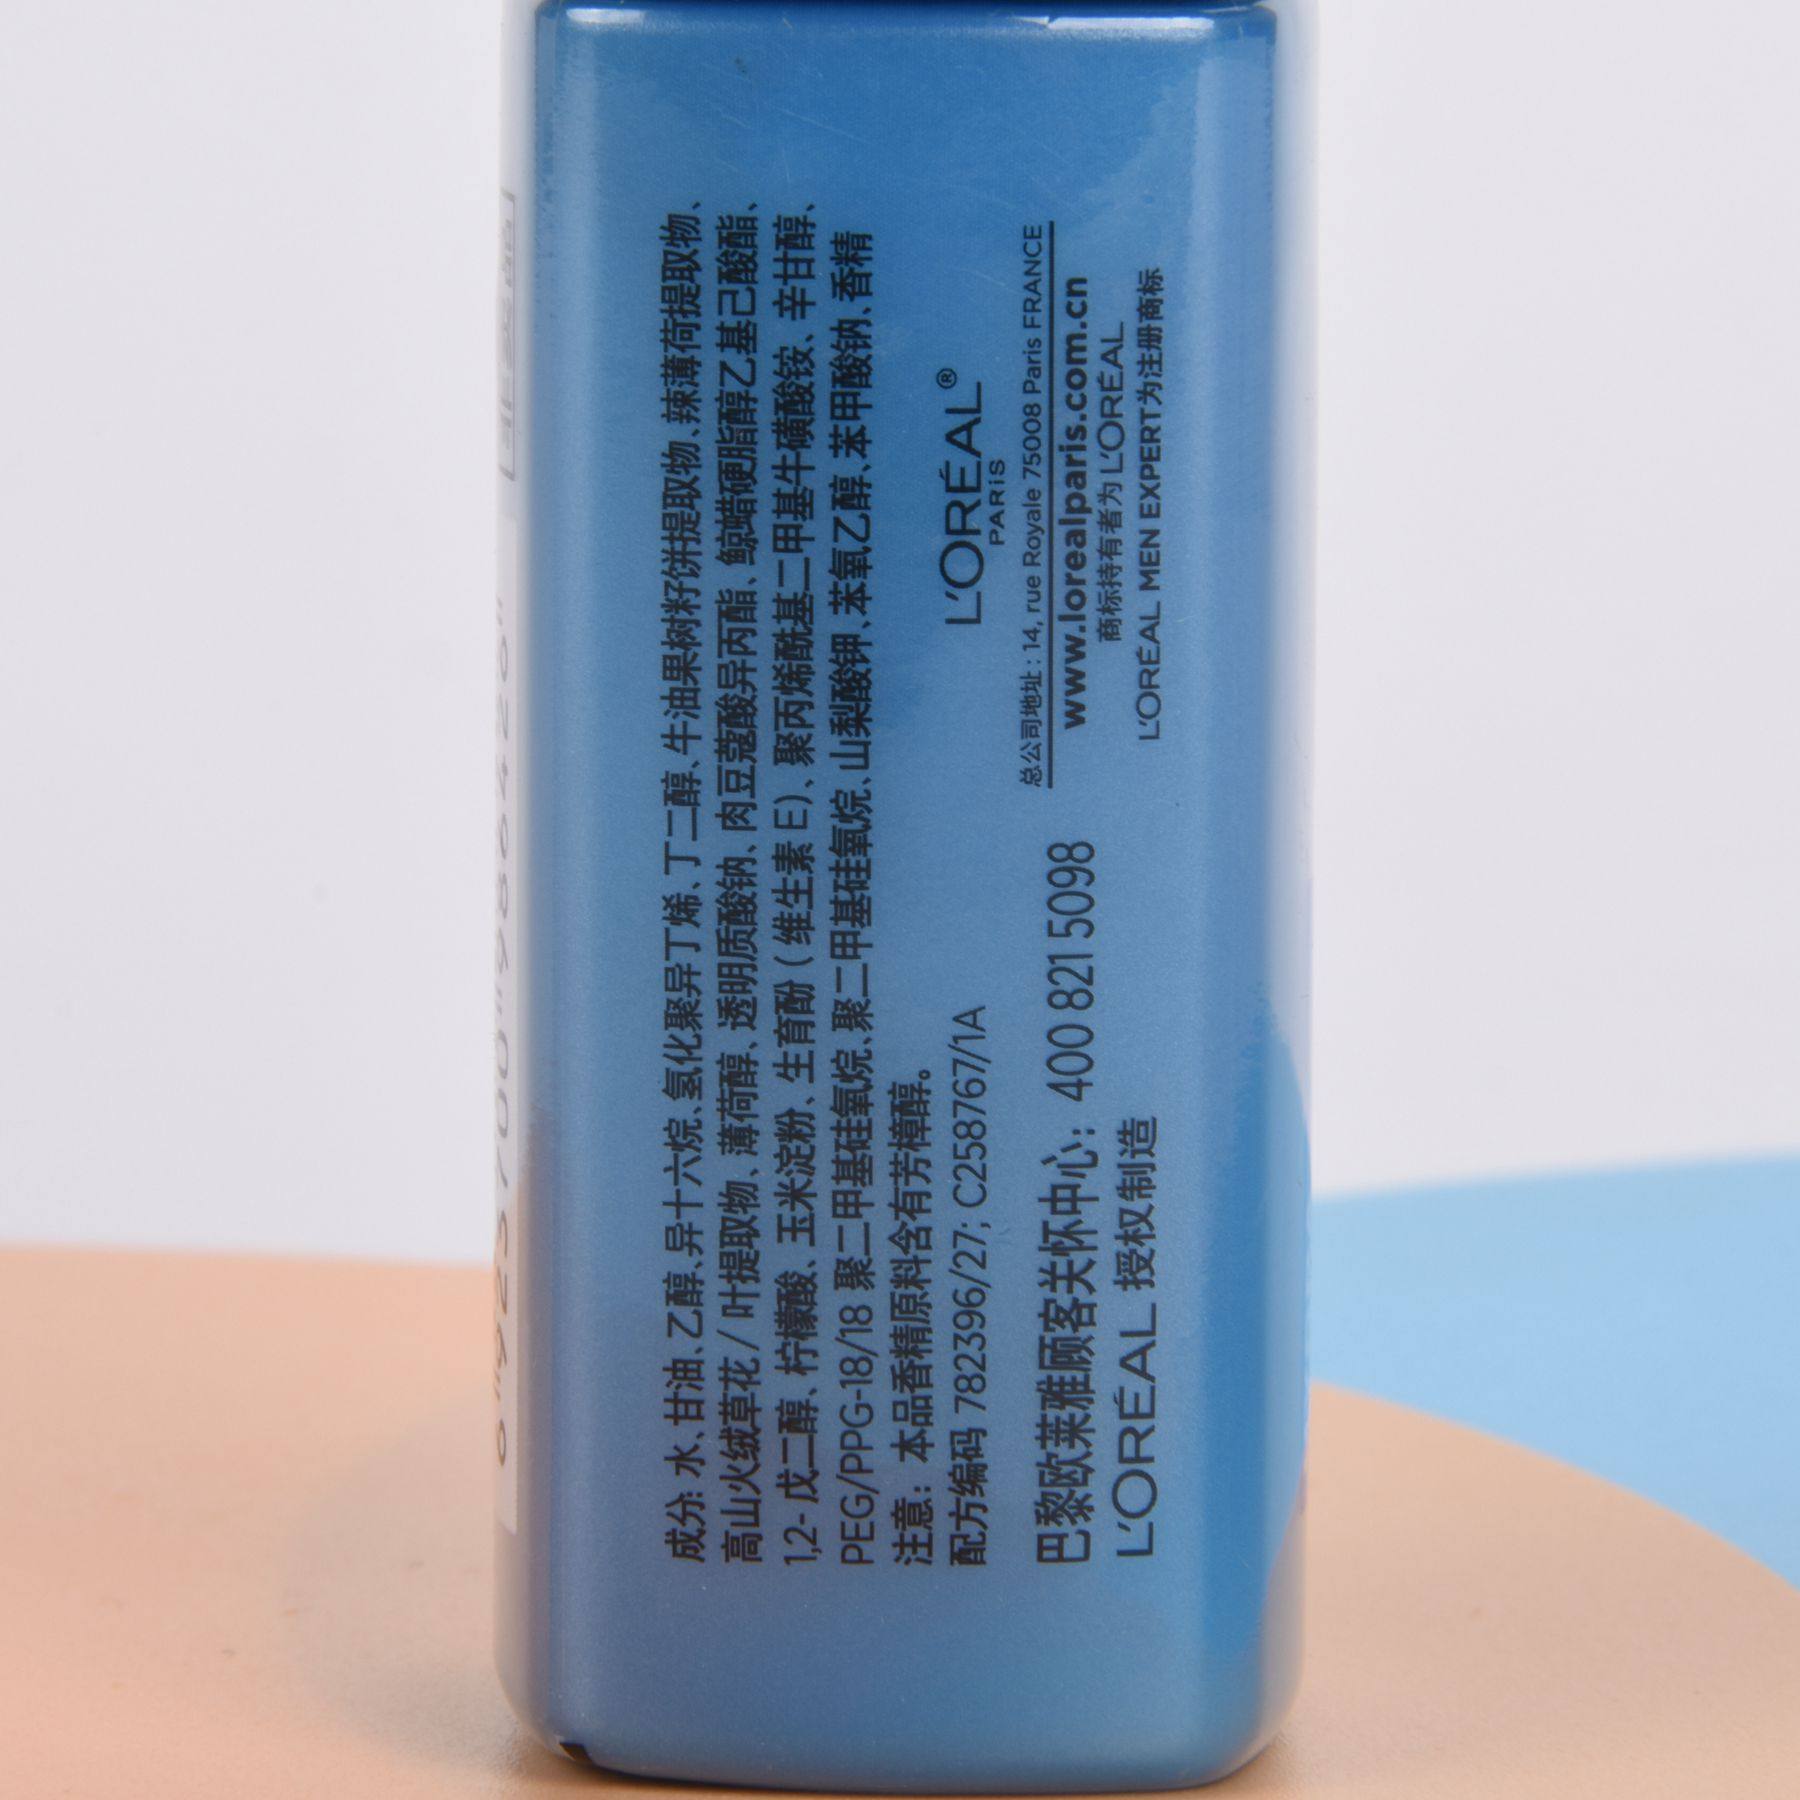 成分: 水、甘油、乙醇、异十六烷、氢化聚异丁烯、丁二醇、牛油果树籽饼提取物、辣薄荷提取物、
高山火绒草花/叶提取物、薄荷醇、透明质酸钠、肉豆蔻酸异丙酯、鲸蜡硬脂醇乙基己酸酯、
1,2-戊二醇、柠檬酸、玉米淀粉、生育酚(维生素E)、聚丙烯酰基二甲基牛磺酸铵、辛甘醇、
PEG/PPG-18/18 聚二甲基硅氧烷、聚二甲基硅氧烷、山梨酸钾、苯氧乙醇、苯甲酸钠、香精
注意: 本品香精原料含有芳樟醇。
配方编码 782396/27; C258767/1A
巴黎欧莱雅顾客关怀中心: 400 821 5098
L'ORÉAL 授权制造
L'ORÉAL®
PARIS
总公司地址: 14, rue Royale 75008 Paris FRANCE
www.lorealparis.com.cn
商标持有者为 L'ORÉAL
L'ORÉAL MEN EXPERT为注册商标